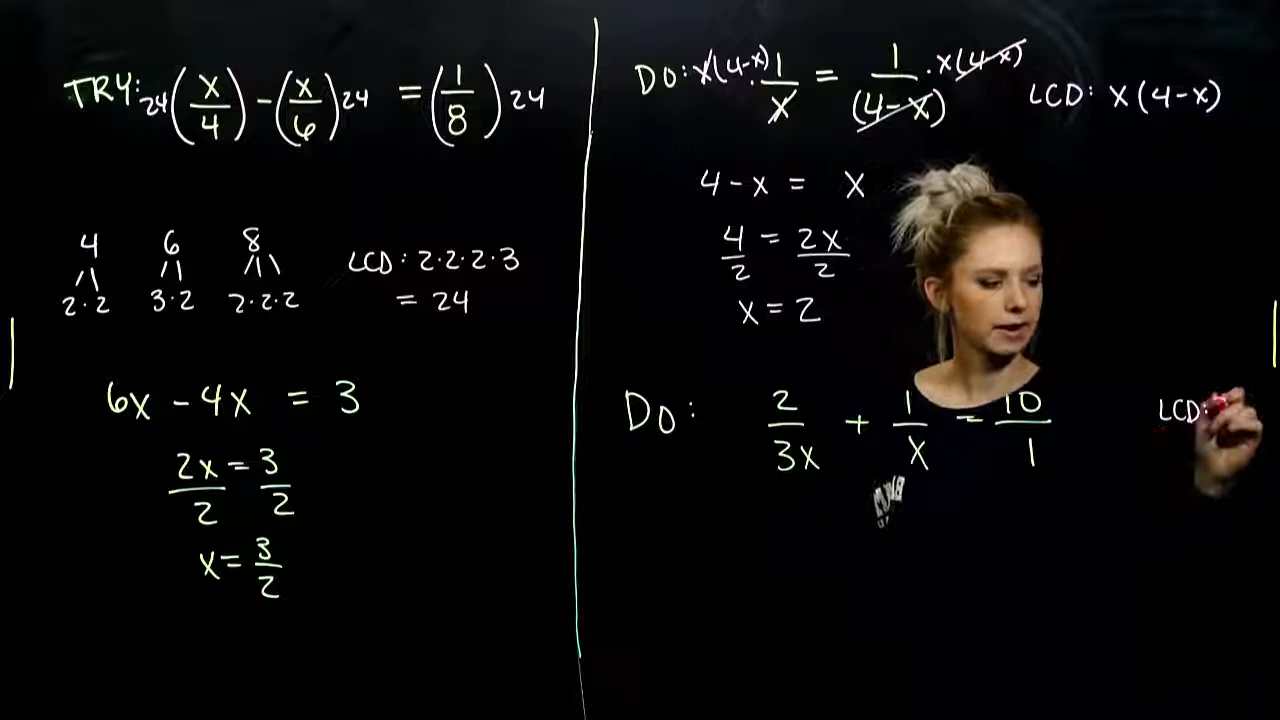 TRY: 24(x/4) - (x/6)24 = (1/8)24
4 6 8
2·2 3·2 2·2·2
LCD: 2·2·2·3
= 24
6x - 4x = 3
2x/2 = 3/2
x = 3/2
DO: x(4-x)·1/x = 1/(4-x)·x(4-x)
LCD: x(4-x)
4-x = x
4/2 = 2x/2
x = 2
DO: 2/3x + 1/x = 10/1
LCD: